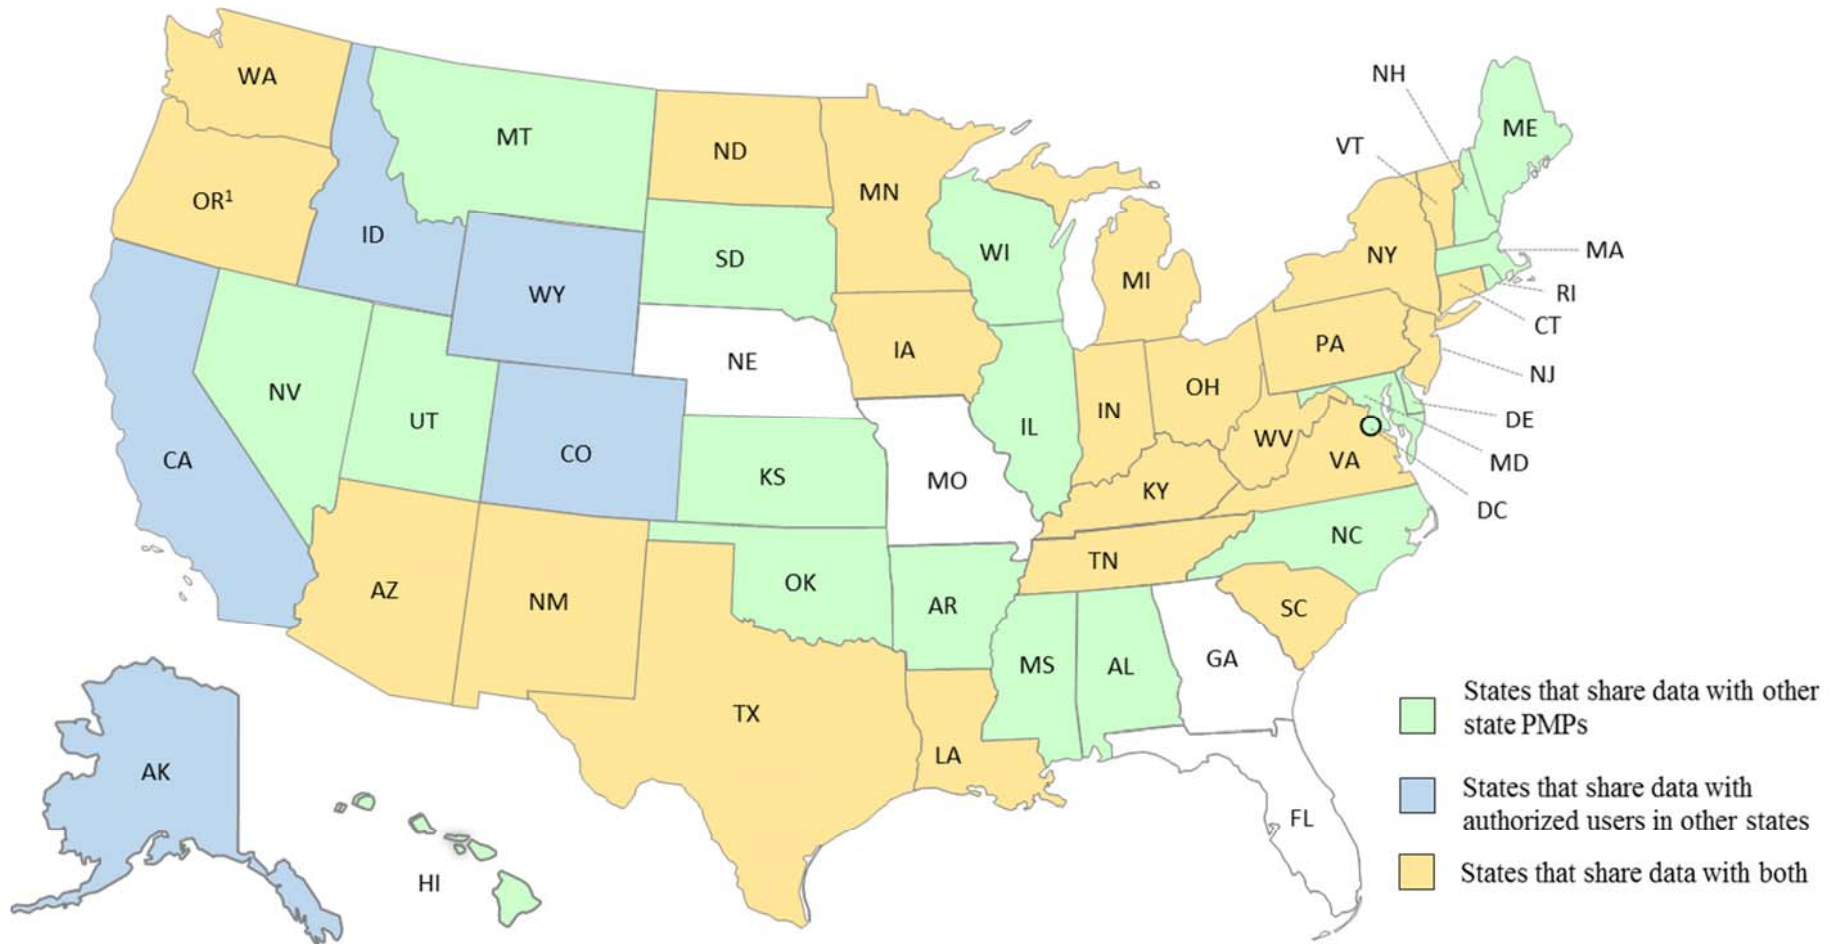 WA
MT
ND
MN
OR¹
ID
WY
SD
WI
MI
NY
NH
VT
ME
MA
RI
CT
NJ
DE
MD
DC
NV
UT
CO
NE
IA
IL
IN
OH
PA
WV
VA
CA
KS
MO
KY
NC
TN
AZ
NM
OK
AR
SC
TX
LA
MS
AL
GA
FL
AK
HI
States that share data with other
state PMPs
States that share data with
authorized users in other states
States that share data with both